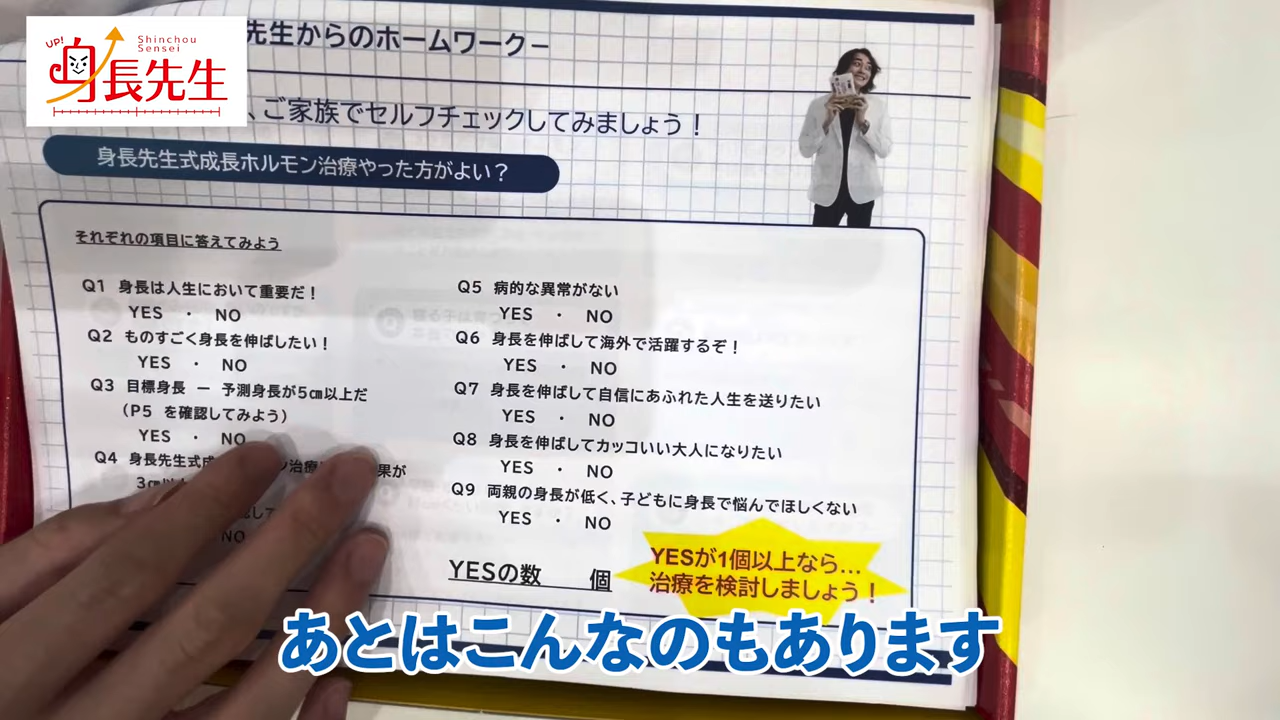 UP!
Shinchou
Sensei
身長先生
先生からのホームワークー
、ご家族でセルフチェックしてみましょう！
身長先生式成長ホルモン治療やった方がよい？
それぞれの項目に答えてみよう
Q1 身長は人生において重要だ！
YES ・ NO
Q2 ものすごく身長を伸ばしたい！
YES ・ NO
Q3 目標身長 ー 予測身長が5㎝以上だ
（P5 を確認してみよう）
YES ・ NO
Q4 身長先生式成 ン治療 果が
3㎝以
NO
Q5 病的な異常がない
YES ・ NO
Q6 身長を伸ばして海外で活躍するぞ！
YES ・ NO
Q7 身長を伸ばして自信にあふれた人生を送りたい
YES ・ NO
Q8 身長を伸ばしてカッコいい大人になりたい
YES ・ NO
Q9 両親の身長が低く、子どもに身長で悩んでほしくない
YES ・ NO
YESの数 個
YESが1個以上なら…
治療を検討しましょう！
あとはこんなのもあります